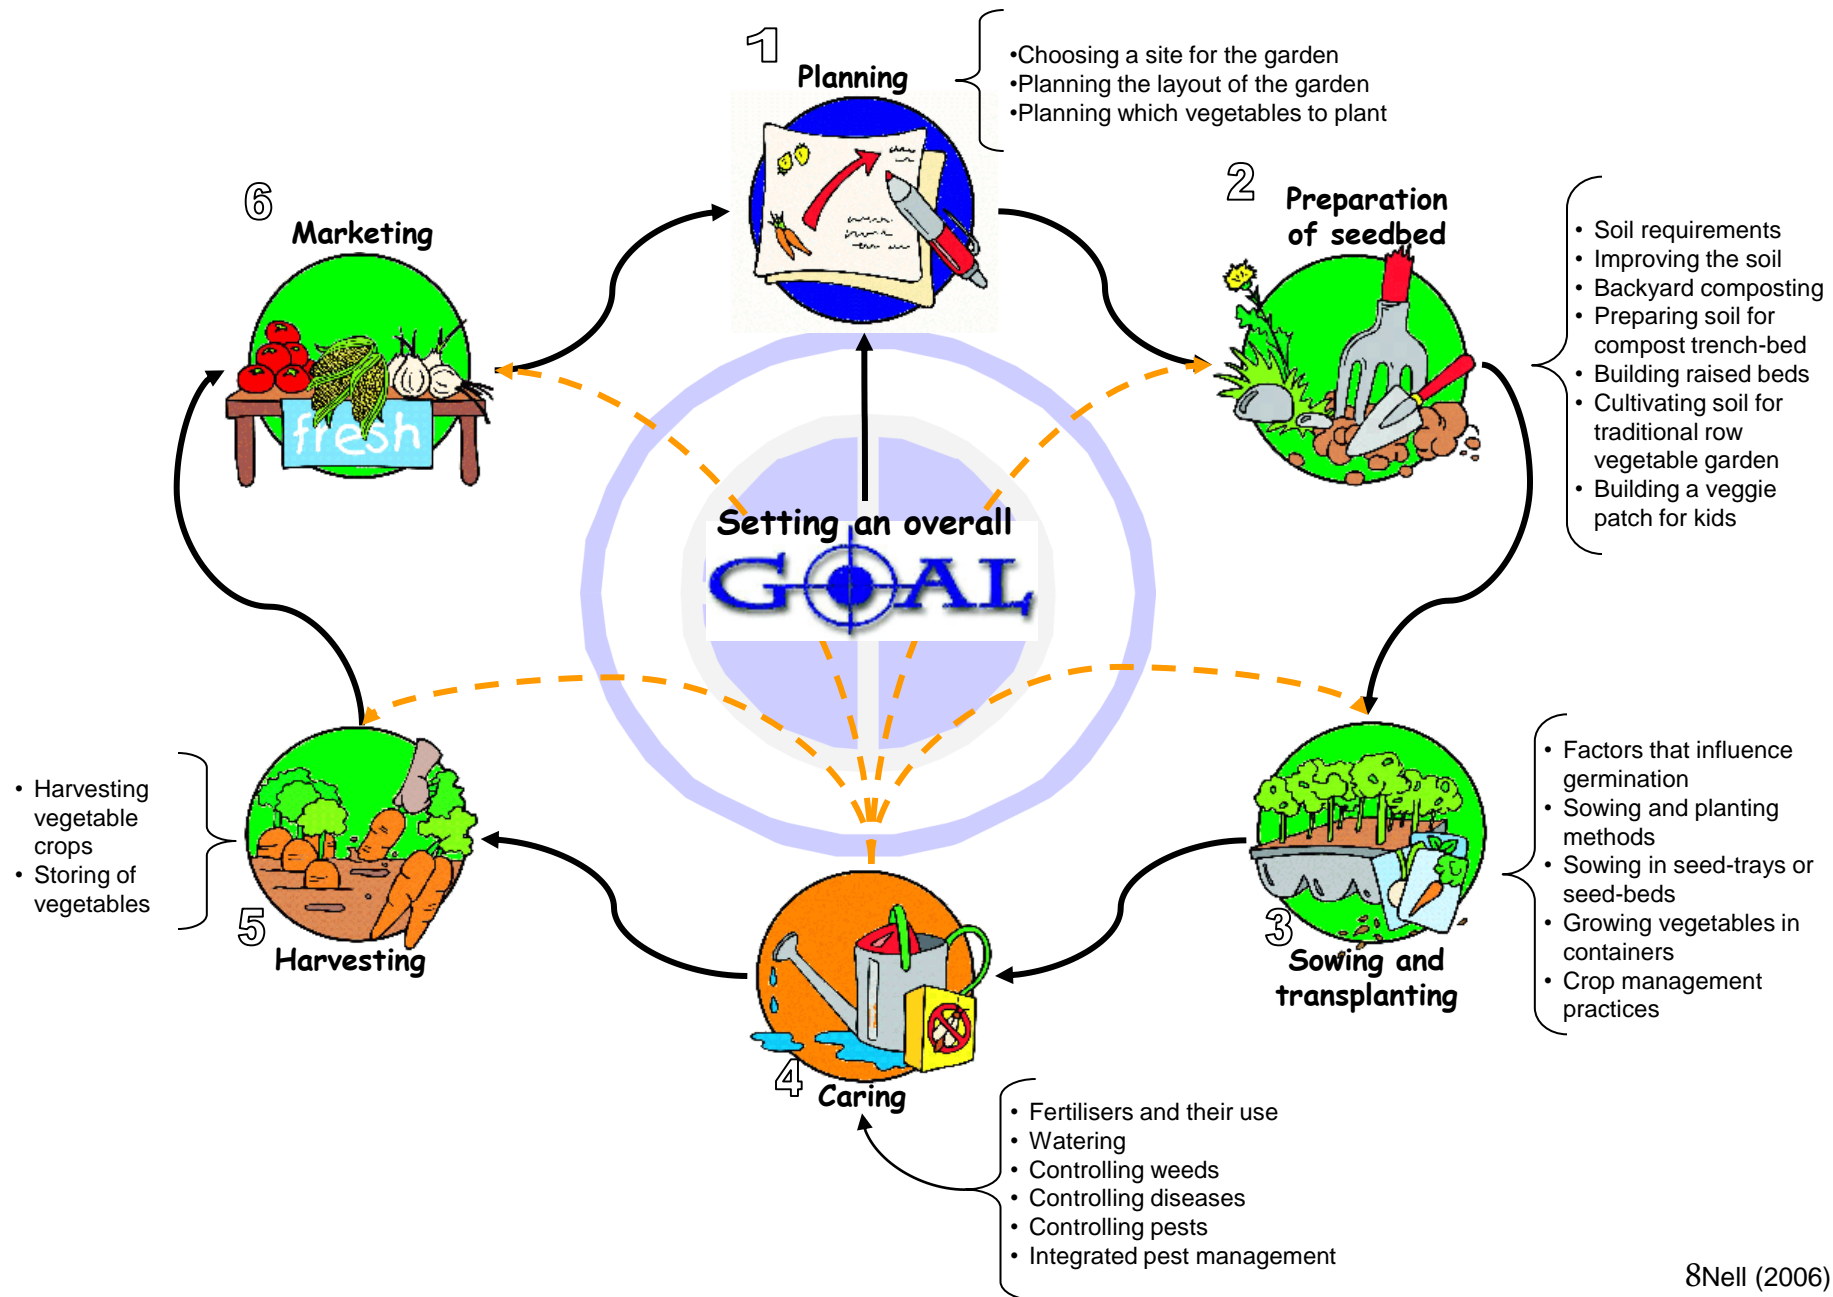 1
Planning
•Choosing a site for the garden
•Planning the layout of the garden
•Planning which vegetables to plant
2
Preparation
of seedbed
• Soil requirements
• Improving the soil
• Backyard composting
• Preparing soil for
compost trench-bed
• Building raised beds
• Cultivating soil for
traditional row
vegetable garden
• Building a veggie
patch for kids
6
Marketing
fresh
Setting an overall
GOAL
• Factors that influence
germination
• Sowing and planting
methods
• Sowing in seed-trays or
seed-beds
• Growing vegetables in
containers
• Crop management
practices
3
Sowing and
transplanting
• Harvesting
vegetable
crops
• Storing of
vegetables
5
Harvesting
4
Caring
• Fertilisers and their use
• Watering
• Controlling weeds
• Controlling diseases
• Controlling pests
• Integrated pest management
8Nell (2006)